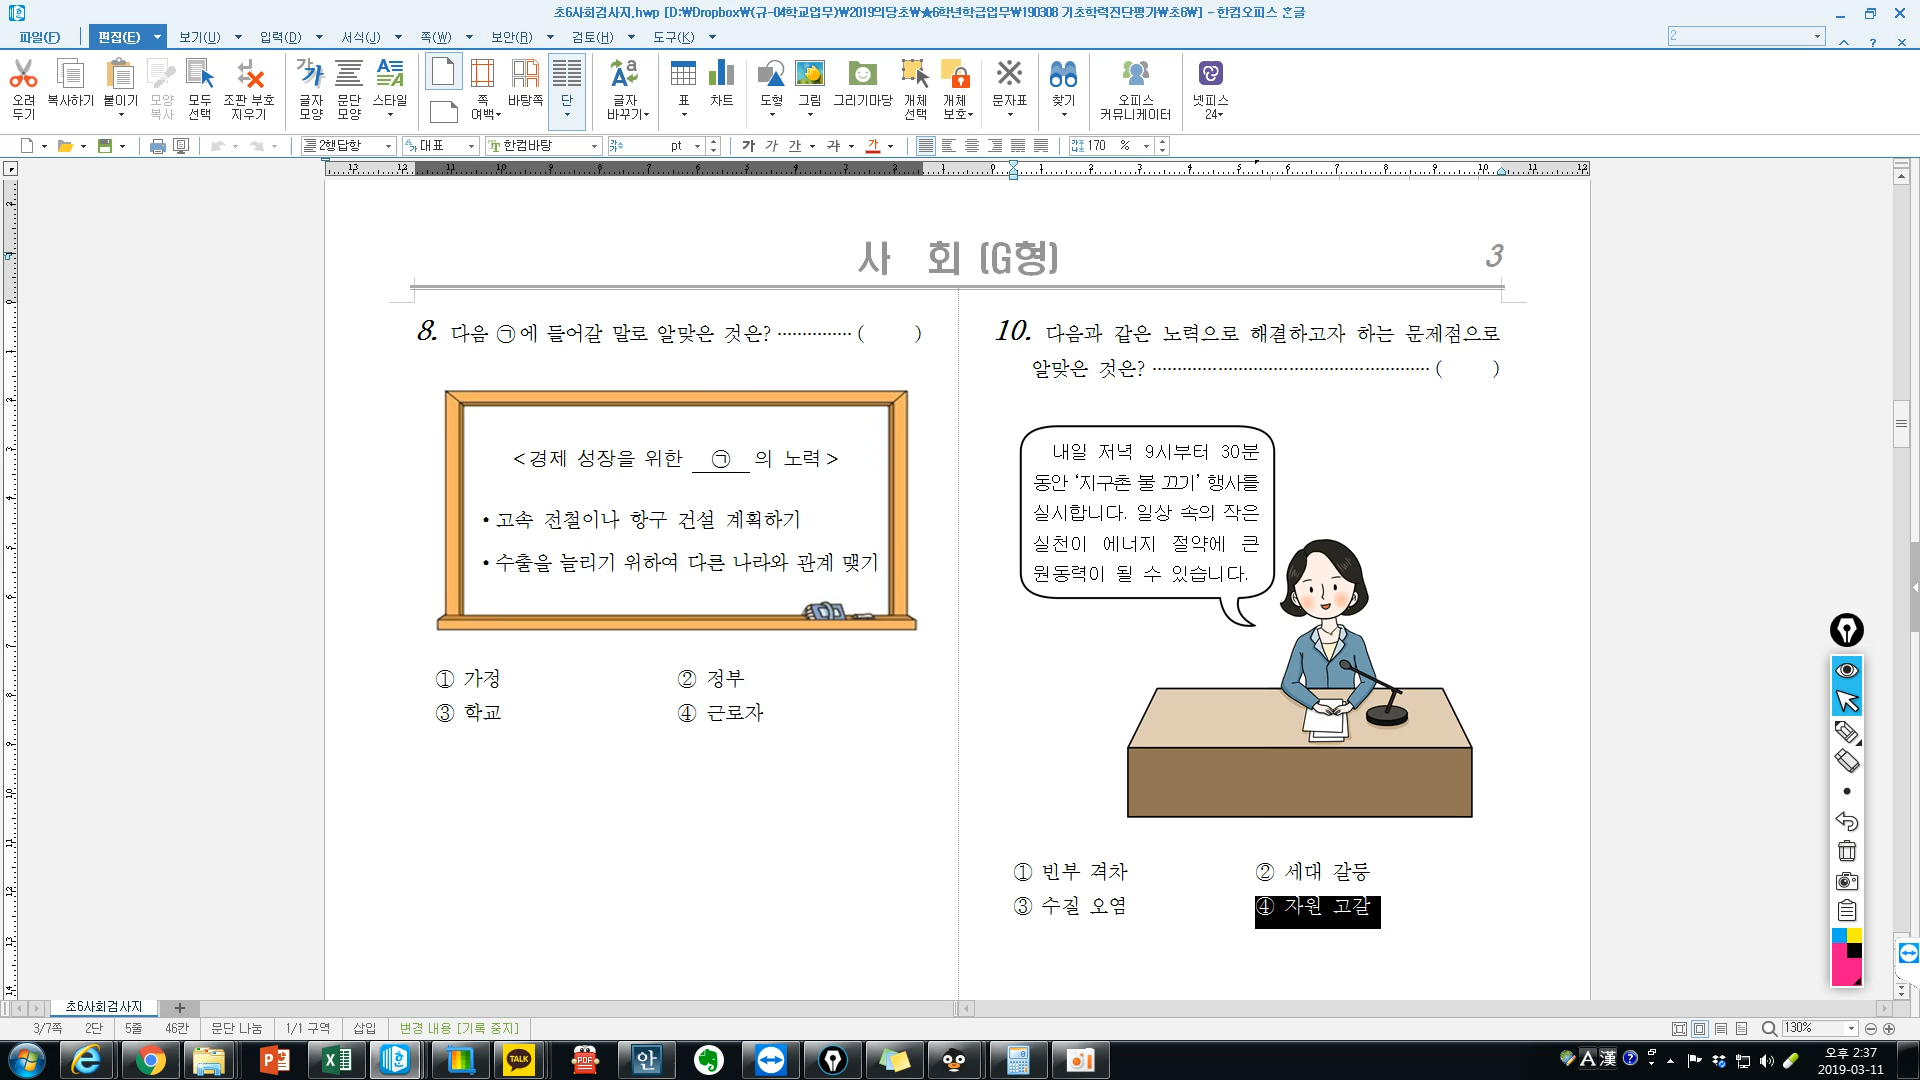 초6사회검사지.hwp [D:₩Dropbox₩(규-04학교업무)₩2019의당초₩★6학년학급업무₩190308 기초학력진단평가₩초6₩] - 한컴오피스 흔글
파일(F) 편집(E) 보기(U) 입력(D) 서식(J) 쪽(W) 보안(R) 검토(H) 도구(K)
2
오려 두기
복사하기
붙이기
모양 복사
모두 선택
조판 부호 지우기
글자 모양
문단 모양
스타일
쪽 여백
바탕쪽
단
글자 바꾸기
표
차트
도형
그림
그리기마당
개체 선택
개체 보호
문자표
찾기
오피스 커뮤니케이터
넷피스 24
2행답항 대표 한컴바탕 pt 가 가 가 가 가 170 %
사 회 (G형)
3
8. 다음 ㉠에 들어갈 말로 알맞은 것은? ··············· ( )
<경제 성장을 위한 ㉠ 의 노력>
• 고속 전철이나 항구 건설 계획하기
• 수출을 늘리기 위하여 다른 나라와 관계 맺기
① 가정 ② 정부
③ 학교 ④ 근로자
10. 다음과 같은 노력으로 해결하고자 하는 문제점으로
알맞은 것은? ······················································· ( )
내일 저녁 9시부터 30분
동안 ‘지구촌 불 끄기’ 행사를
실시합니다. 일상 속의 작은
실천이 에너지 절약에 큰
원동력이 될 수 있습니다.
① 빈부 격차 ② 세대 갈등
③ 수질 오염 ④ 자원 고갈
초6사회검사지
3/7쪽 2단 5줄 46칸 문단 나눔 1/1 구역 삽입 변경 내용 [기록 중지]
130%
TALK
PDF
안
A 漢
오후 2:37
2019-03-11